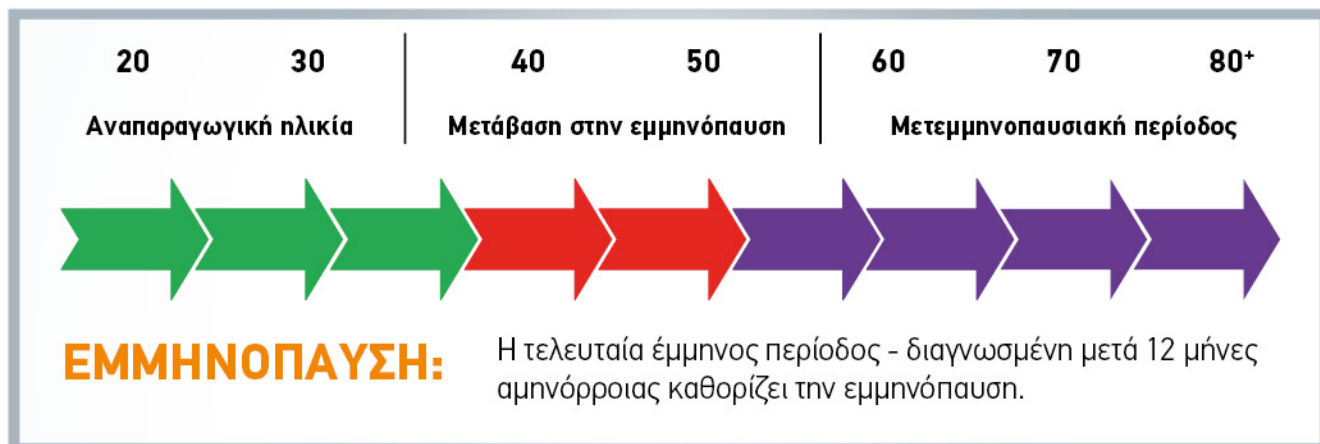 20 30 40 50 60 70 80+
Αναπαραγωγική ηλικία Μετάβαση στην εμμηνόπαυση Μετεμμηνοπαυσιακή περίοδος
ΕΜΜΗΝΟΠΑΥΣΗ:
Η τελευταία έμμηνος περίοδος - διαγνωσμένη μετά 12 μήνες
αμηνόρροιας καθορίζει την εμμηνόπαυση.